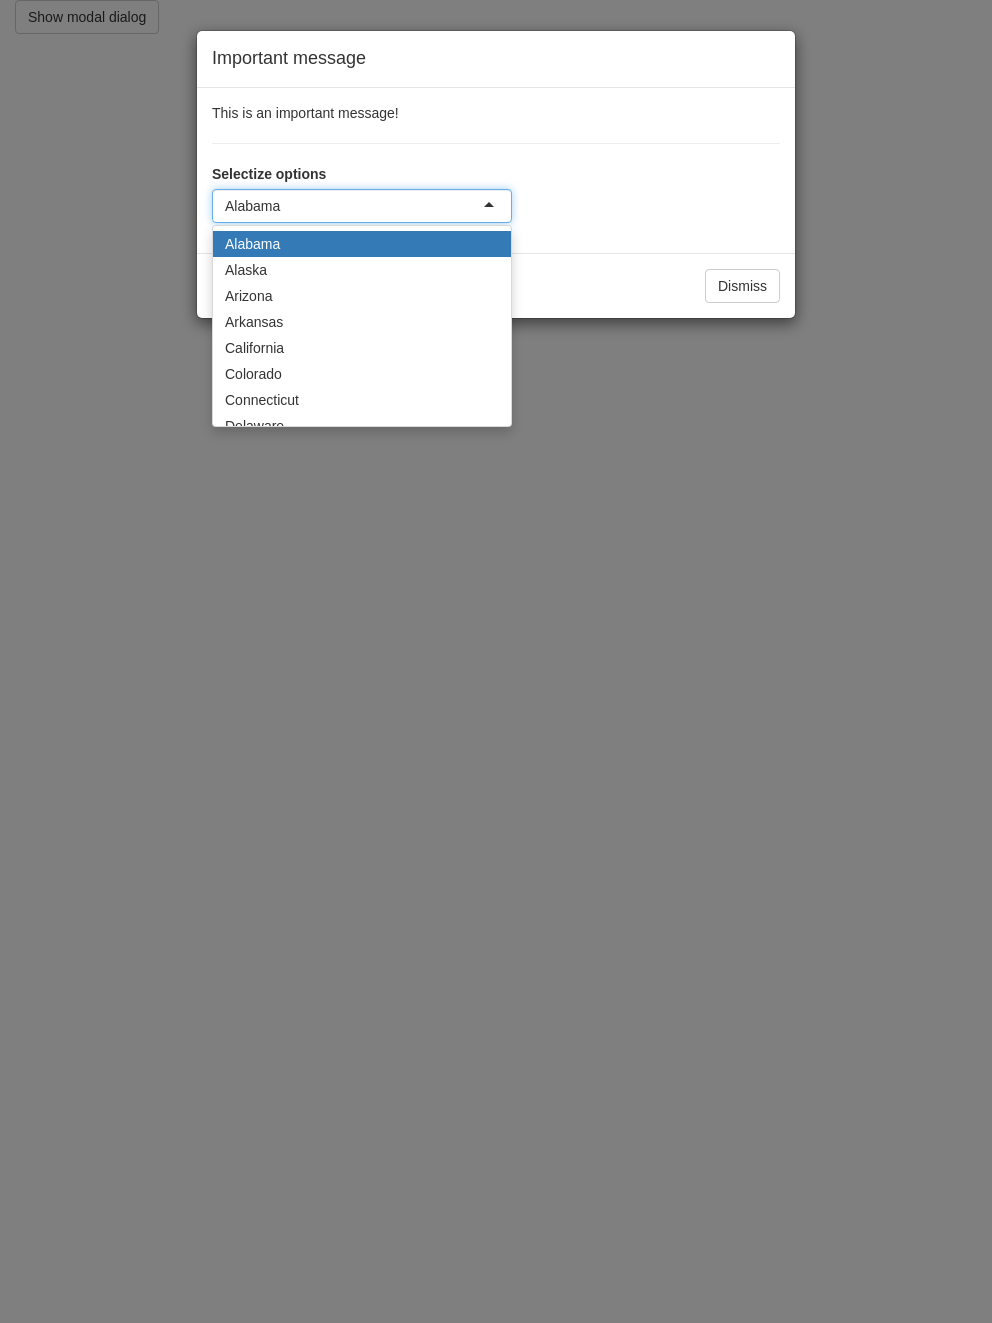 Show modal dialog
Important message
This is an important message!
Selectize options
Alabama
Alabama
Alaska
Arizona
Arkansas
California
Colorado
Connecticut
Delaware
Dismiss